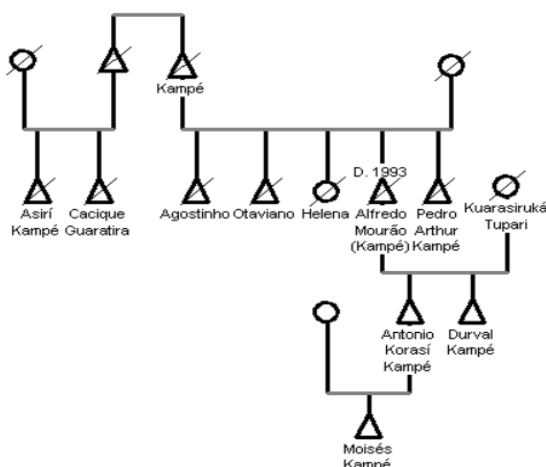 Kampé
D. 1993
Asirí
Kampé
Cacique
Guaratira
Agostinho
Otaviano
Helena
Alfredo
Mourão
(Kampé)
Pedro
Arthur
Kampé
Kuarasiruká
Tupari
Antonio
Korasí
Kampé
Durval
Kampé
Moisés
Kampé